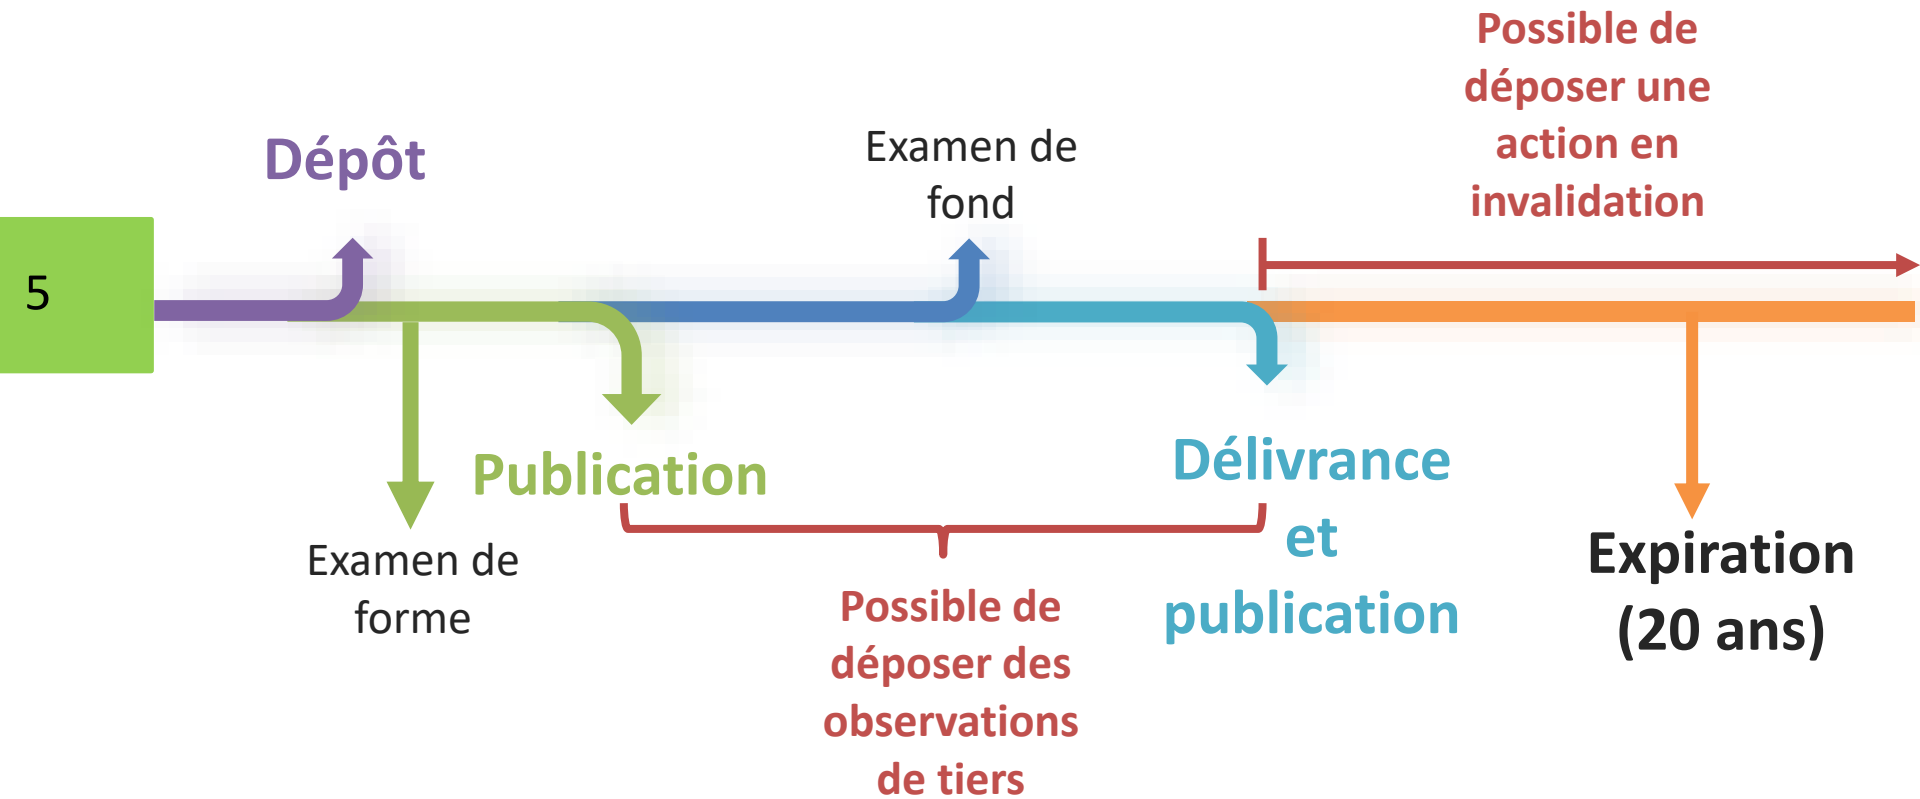 5
Dépôt
Examen de
forme
Publication
Examen de
fond
Possible de
déposer des
observations
de tiers
Délivrance
et
publication
Possible de
déposer une
action en
invalidation
Expiration
(20 ans)